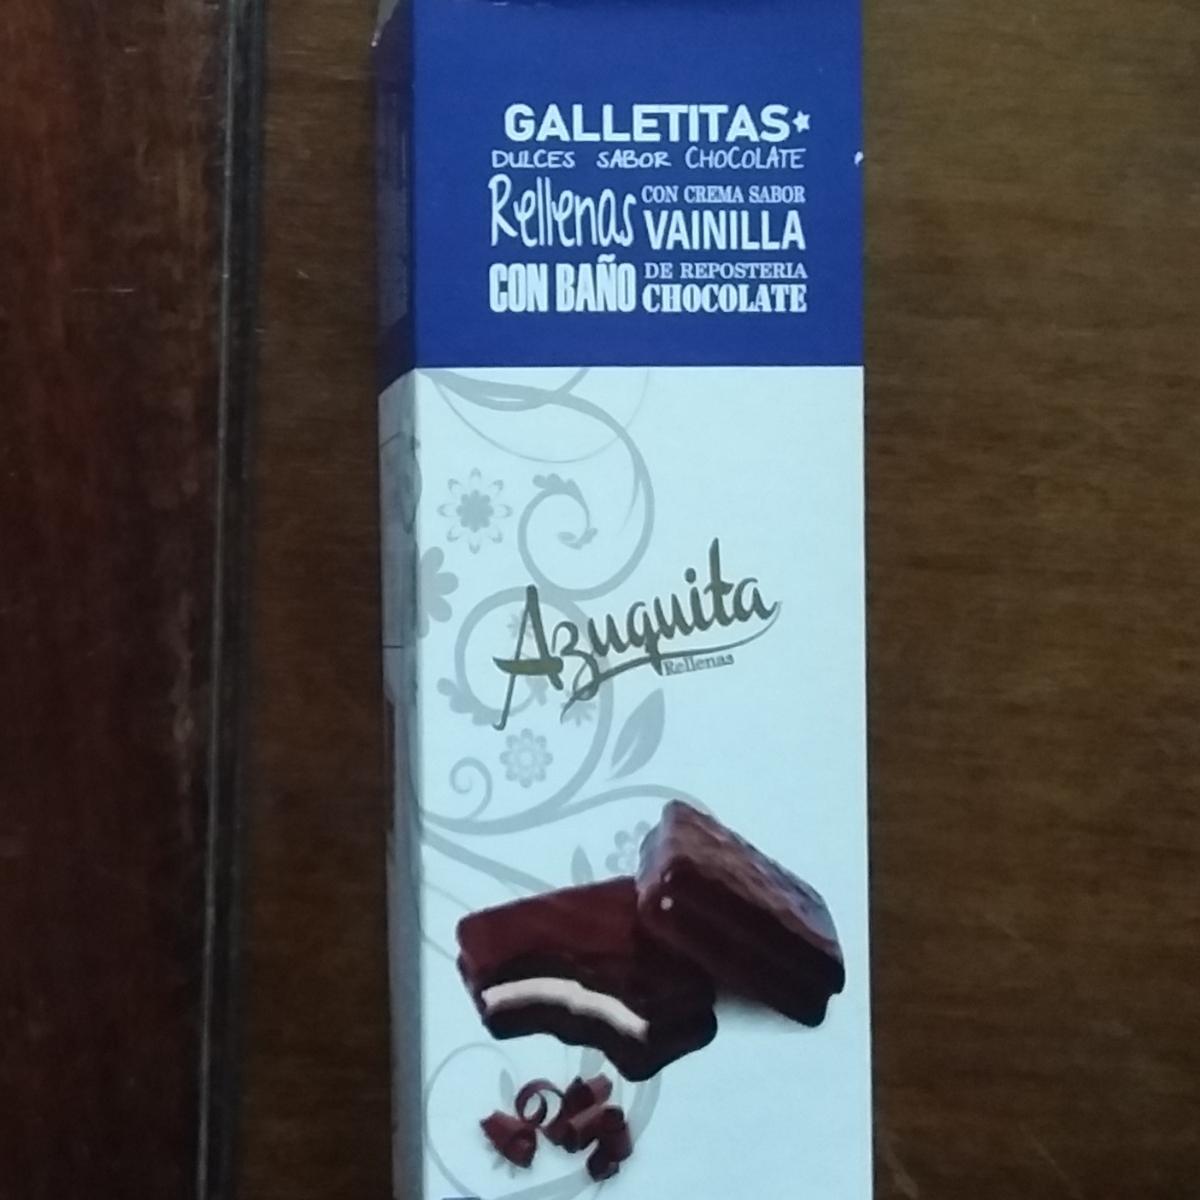 GALLETITAS
DULCES SABOR CHOCOLATE
Rellenas CON CREMA SABOR VAINILLA
CON BAÑO DE REPOSTERIA CHOCOLATE
Azuquita
Rellenas